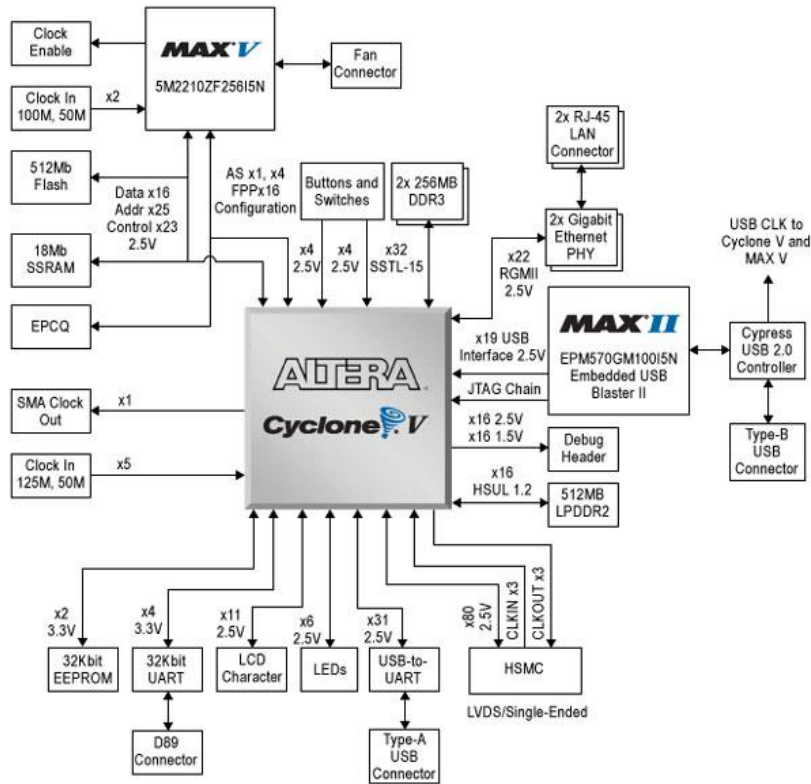 Clock
Enable
MAX V
5M2210ZF256I5N
Fan
Connector
Clock In
100M, 50M
x2
512Mb
Flash
Data x16
Addr x25
Control x23
2.5V
AS x1, x4
FPPx16
Configuration
Buttons and
Switches
2x 256MB
DDR3
2x RJ-45
LAN
Connector
2x Gigabit
Ethernet
PHY
18Mb
SSRAM
x4
2.5V
x4
2.5V
x32
SSTL-15
x22
RGMII
2.5V
USB CLK to
Cyclone V and
MAX V
EPCQ
MAX II
EPM570GM100I5N
Embedded USB
Blaster II
Cypress
USB 2.0
Controller
x19 USB
Interface 2.5V
ALTERA
Cyclone V
JTAG Chain
SMA Clock
Out
x1
x16 2.5V
x16 1.5V
Debug
Header
Type-B
USB
Connector
Clock In
125M, 50M
x5
x16
HSUL 1.2
512MB
LPDDR2
x2
3.3V
x4
3.3V
x11
2.5V
x6
2.5V
x31
2.5V
x80
2.5V
CLKIN x3
CLKOUT x3
32Kbit
EEPROM
32Kbit
UART
LCD
Character
LEDs
USB-to-
UART
HSMC
LVDS/Single-Ended
D89
Connector
Type-A
USB
Connector